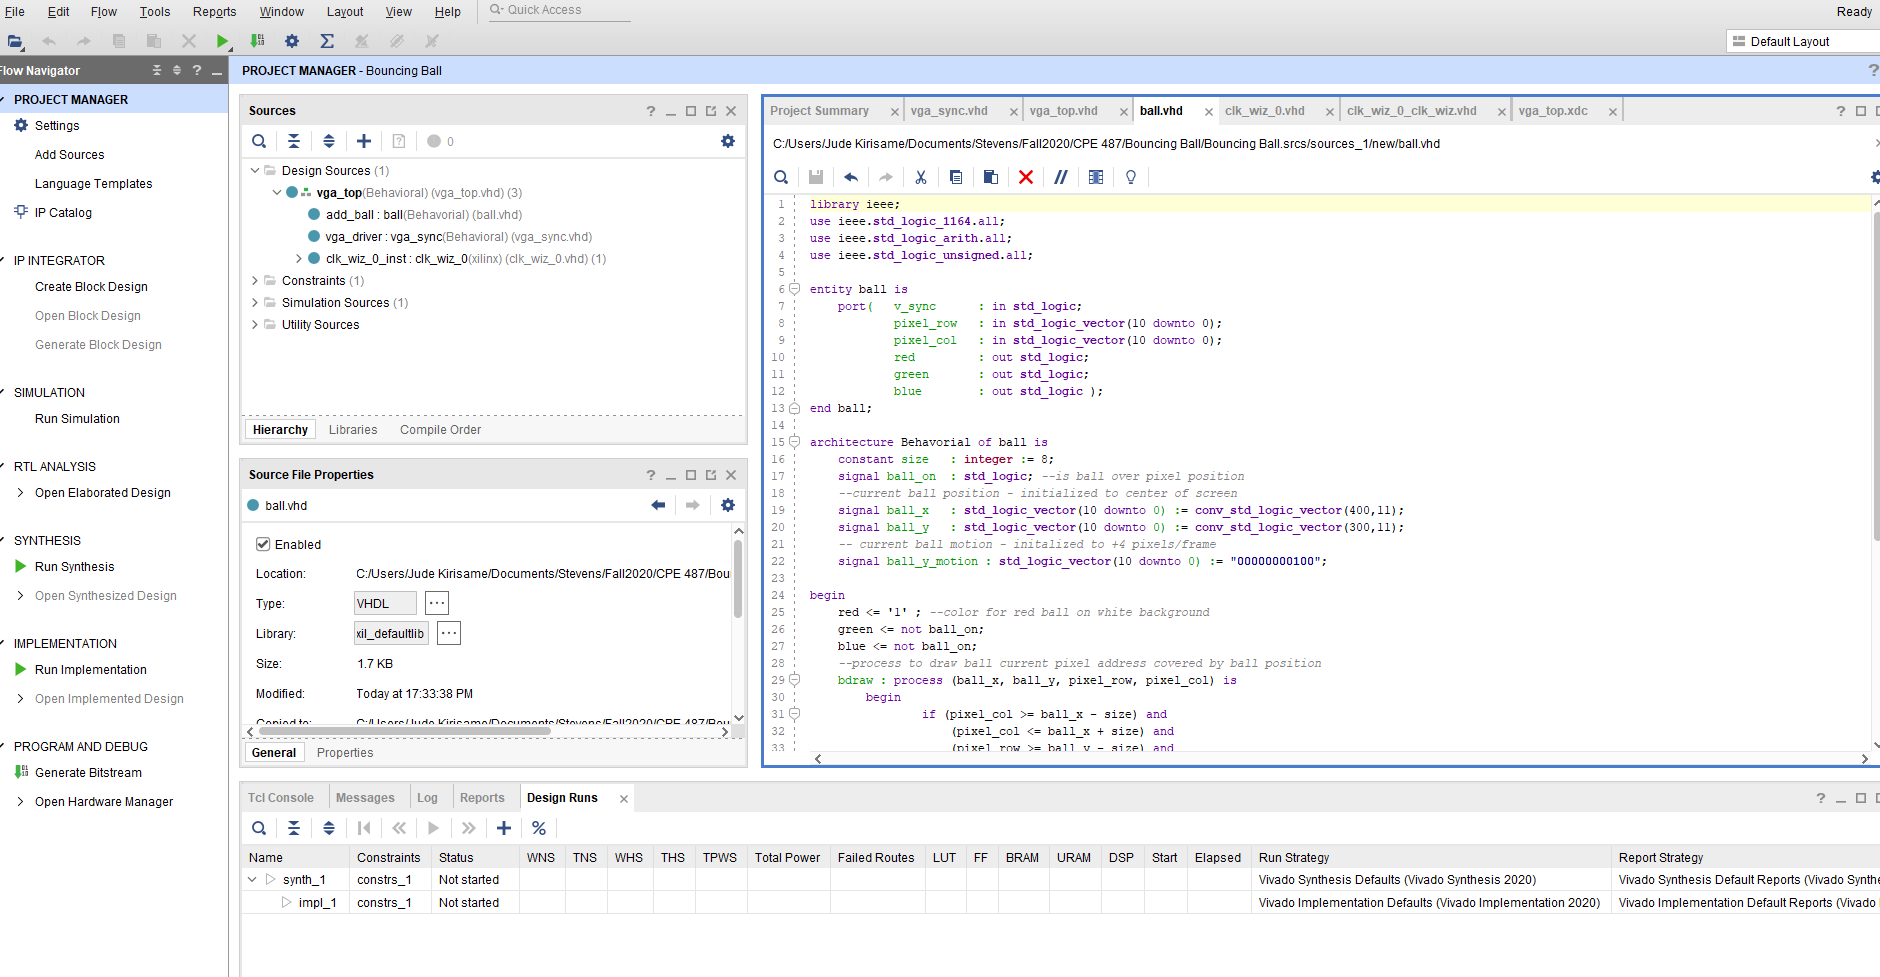 File Edit Flow Tools Reports Window Layout View Help Quick Access Ready
Default Layout
Flow Navigator ? PROJECT MANAGER - Bouncing Ball ?
PROJECT MANAGER
Settings
Add Sources
Language Templates
IP Catalog
IP INTEGRATOR
Create Block Design
Open Block Design
Generate Block Design
SIMULATION
Run Simulation
RTL ANALYSIS
Open Elaborated Design
SYNTHESIS
Run Synthesis
Open Synthesized Design
IMPLEMENTATION
Run Implementation
Open Implemented Design
PROGRAM AND DEBUG
Generate Bitstream
Open Hardware Manager
Sources ?
0
Design Sources (1)
vga_top(Behavioral) (vga_top.vhd) (3)
add_ball : ball(Behavorial) (ball.vhd)
vga_driver : vga_sync(Behavioral) (vga_sync.vhd)
clk_wiz_0_inst : clk_wiz_0(xilinx) (clk_wiz_0.vhd) (1)
Constraints (1)
Simulation Sources (1)
Utility Sources
Hierarchy Libraries Compile Order
Source File Properties ?
ball.vhd
Enabled
Location: C:/Users/Jude Kirisame/Documents/Stevens/Fall2020/CPE 487/Bou
Type: VHDL ...
Library: xil_defaultlib ...
Size: 1.7 KB
Modified: Today at 17:33:38 PM
Copied to: C:/Users/Jude Kirisame/Documents/Stevens/Fall2020/CPE 487/Bou
General Properties
Project Summary vga_sync.vhd vga_top.vhd ball.vhd clk_wiz_0.vhd clk_wiz_0_clk_wiz.vhd vga_top.xdc ?
C:/Users/Jude Kirisame/Documents/Stevens/Fall2020/CPE 487/Bouncing Ball/Bouncing Ball.srcs/sources_1/new/ball.vhd
1 library ieee;
2 use ieee.std_logic_1164.all;
3 use ieee.std_logic_arith.all;
4 use ieee.std_logic_unsigned.all;
5
6 entity ball is
7 port( v_sync : in std_logic;
8 pixel_row : in std_logic_vector(10 downto 0);
9 pixel_col : in std_logic_vector(10 downto 0);
10 red : out std_logic;
11 green : out std_logic;
12 blue : out std_logic );
13 end ball;
14
15 architecture Behavorial of ball is
16 constant size : integer := 8;
17 signal ball_on : std_logic; --is ball over pixel position
18 --current ball position - initialized to center of screen
19 signal ball_x : std_logic_vector(10 downto 0) := conv_std_logic_vector(400,11);
20 signal ball_y : std_logic_vector(10 downto 0) := conv_std_logic_vector(300,11);
21 -- current ball motion - initalized to +4 pixels/frame
22 signal ball_y_motion : std_logic_vector(10 downto 0) := "00000000100";
23
24 begin
25 red <= '1' ; --color for red ball on white background
26 green <= not ball_on;
27 blue <= not ball_on;
28 --process to draw ball current pixel address covered by ball position
29 bdraw : process (ball_x, ball_y, pixel_row, pixel_col) is
30 begin
31 if (pixel_col >= ball_x - size) and
32 (pixel_col <= ball_x + size) and
33 (pixel_row >= ball_y - size) and
Tcl Console Messages Log Reports Design Runs ?
Name Constraints Status WNS TNS WHS THS TPWS Total Power Failed Routes LUT FF BRAM URAM DSP Start Elapsed Run Strategy Report Strategy
synth_1 constrs_1 Not started Vivado Synthesis Defaults (Vivado Synthesis 2020) Vivado Synthesis Default Reports (Vivado Synthe
impl_1 constrs_1 Not started Vivado Implementation Defaults (Vivado Implementation 2020) Vivado Implementation Default Reports (Vivado